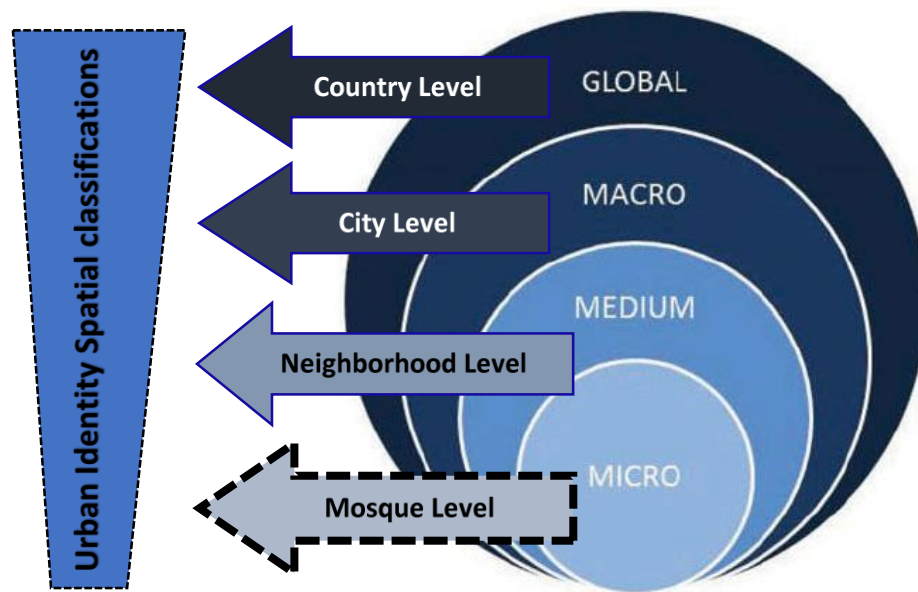 Urban Identity Spatial classifications
Country Level
GLOBAL
City Level
MACRO
Neighborhood Level
MEDIUM
Mosque Level
MICRO